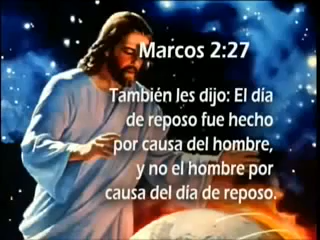 Marcos 2:27
También les dijo: El día
de reposo fue hecho
por causa del hombre,
y no el hombre por
causa del día de reposo.